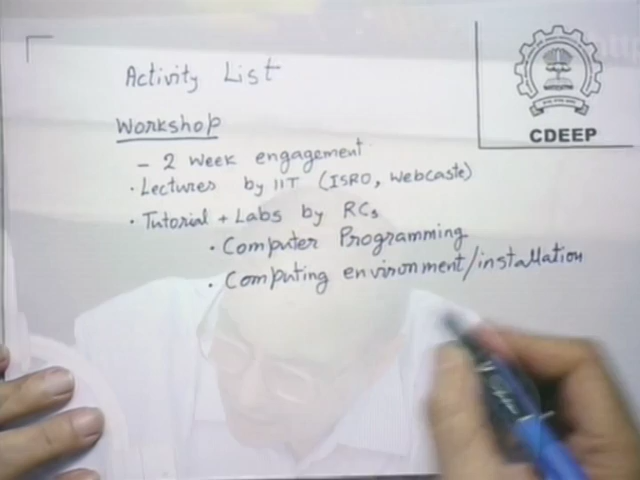 Activity List
Workshop
- 2 Week engagement
• Lectures by IIT (ISRO, Webcaste)
• Tutorial + Labs by RCs
• Computer Programming
• Computing environment/installation
CDEEP